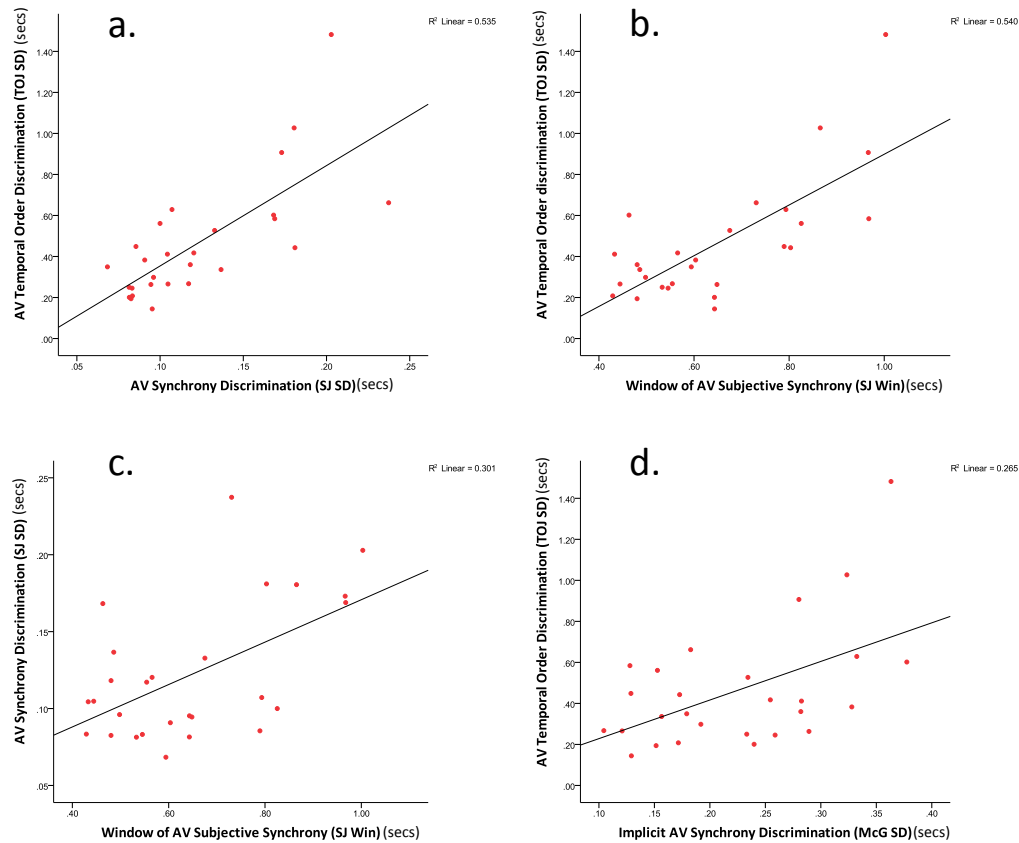 a.
R² Linear = 0.535
AV Temporal Order Discrimination (TOJ SD) (secs)
1.40
1.20
1.00
.80
.60
.40
.20
.00
.05 .10 .15 .20 .25
AV Synchrony Discrimination (SJ SD) (secs)
b.
R² Linear = 0.540
AV Temporal Order discrimination (TOJ SD) (secs)
1.40
1.20
1.00
.80
.60
.40
.20
.00
.40 .60 .80 1.00
Window of AV Subjective Synchrony (SJ Win) (secs)
c.
R² Linear = 0.301
AV Synchrony Discrimination (SJ SD) (secs)
.25
.20
.15
.10
.05
.40 .60 .80 1.00
Window of AV Subjective Synchrony (SJ Win) (secs)
d.
R² Linear = 0.265
AV Temporal Order Discrimination (TOJ SD) (secs)
1.40
1.20
1.00
.80
.60
.40
.20
.00
.10 .15 .20 .25 .30 .35 .40
Implicit AV Synchrony Discrimination (McG SD) (secs)